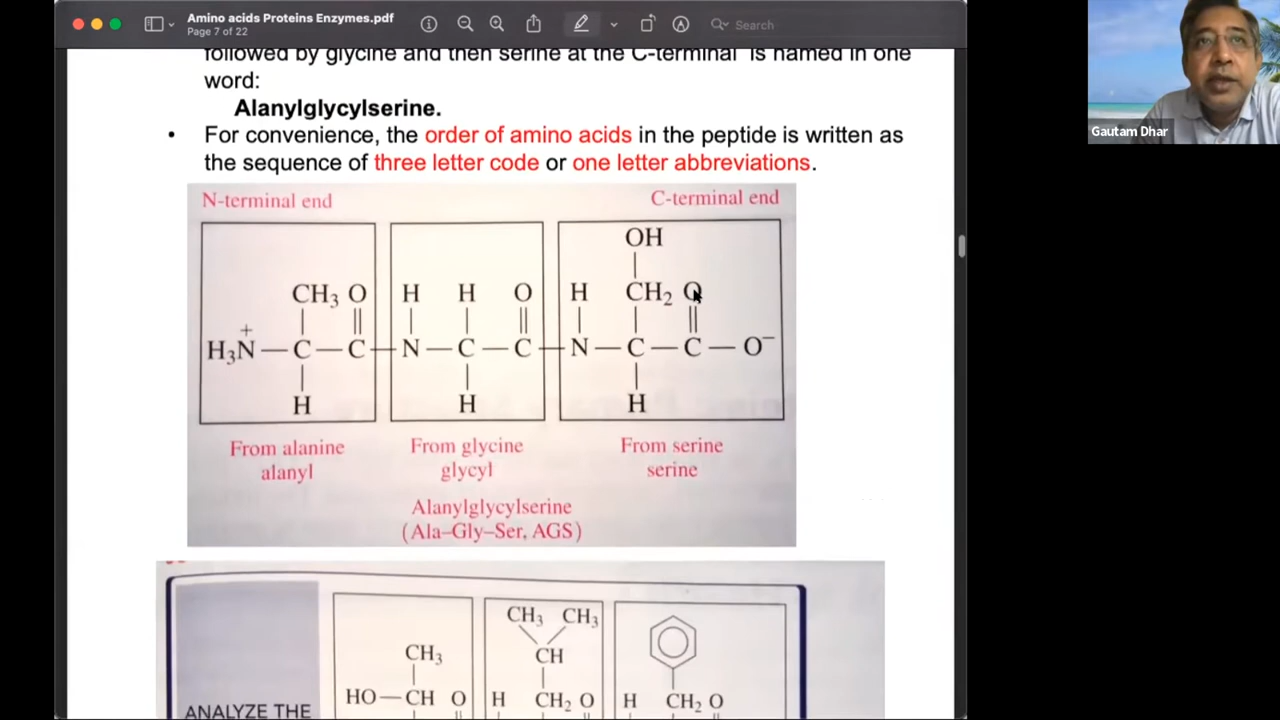 Amino acids Proteins Enzymes.pdf
Page 7 of 22
Search
Gautam Dhar
followed by glycine and then serine at the C-terminal is named in one
word:
Alanylglycylserine.
• For convenience, the order of amino acids in the peptide is written as
the sequence of three letter code or one letter abbreviations.
N-terminal end C-terminal end
OH
CH3 O H H O H CH2 O
+
H3N—C—C—N—C—C—N—C—C—O−
H H H
From alanine From glycine From serine
alanyl glycyl serine
Alanylglycylserine
(Ala–Gly–Ser, AGS)
CH3 CH3
CH3 CH
HO—CH O H CH2 O H CH2 O
ANALYZE THE